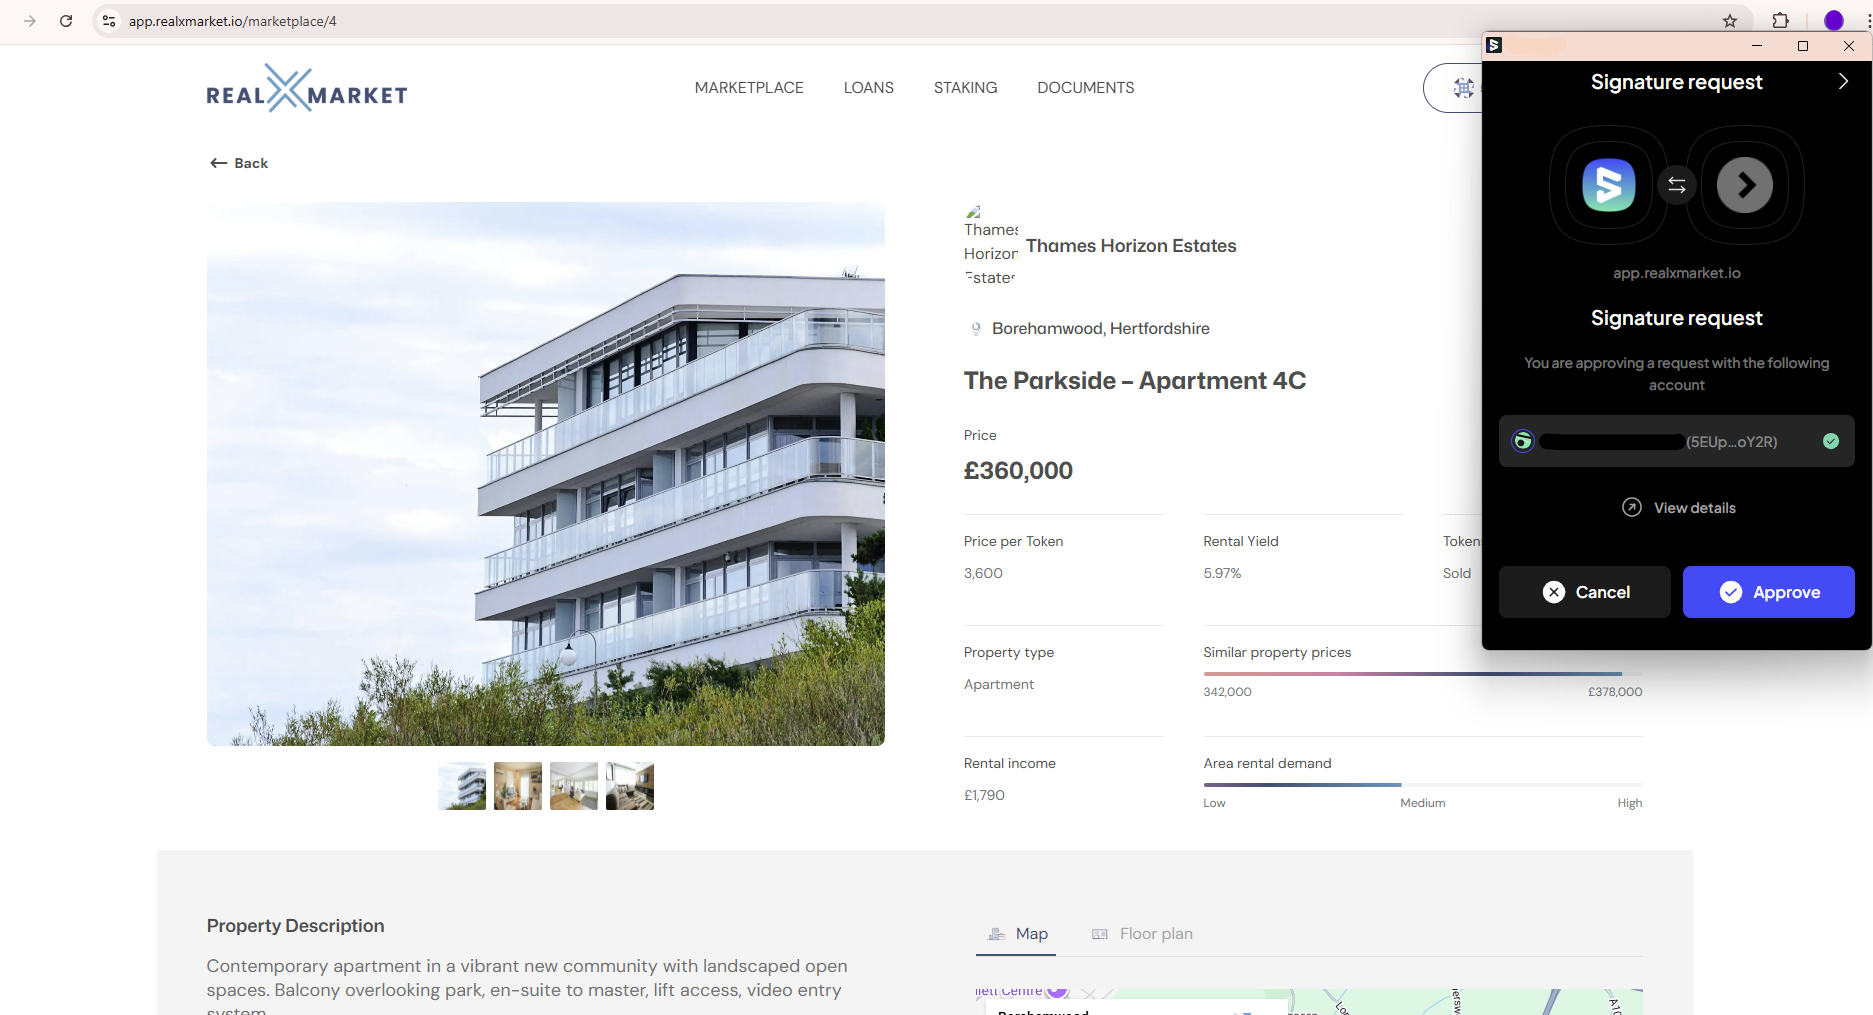 app.realxmarket.io/marketplace/4
REAL MARKET
MARKETPLACE
LOANS
STAKING
DOCUMENTS
Back
Thames
Horizon
Estates
Thames Horizon Estates
Borehamwood, Hertfordshire
The Parkside – Apartment 4C
Price
£360,000
Price per Token
3,600
Rental Yield
5.97%
Token
Sold
Property type
Apartment
Similar property prices
342,000
£378,000
Rental income
£1,790
Area rental demand
Low
Medium
High
Property Description
Contemporary apartment in a vibrant new community with landscaped open
spaces. Balcony overlooking park, en-suite to master, lift access, video entry
system
Map
Floor plan
Centre
Borehamwood
Signature request
app.realxmarket.io
Signature request
You are approving a request with the following
account
(5EUp...oY2R)
View details
Cancel
Approve